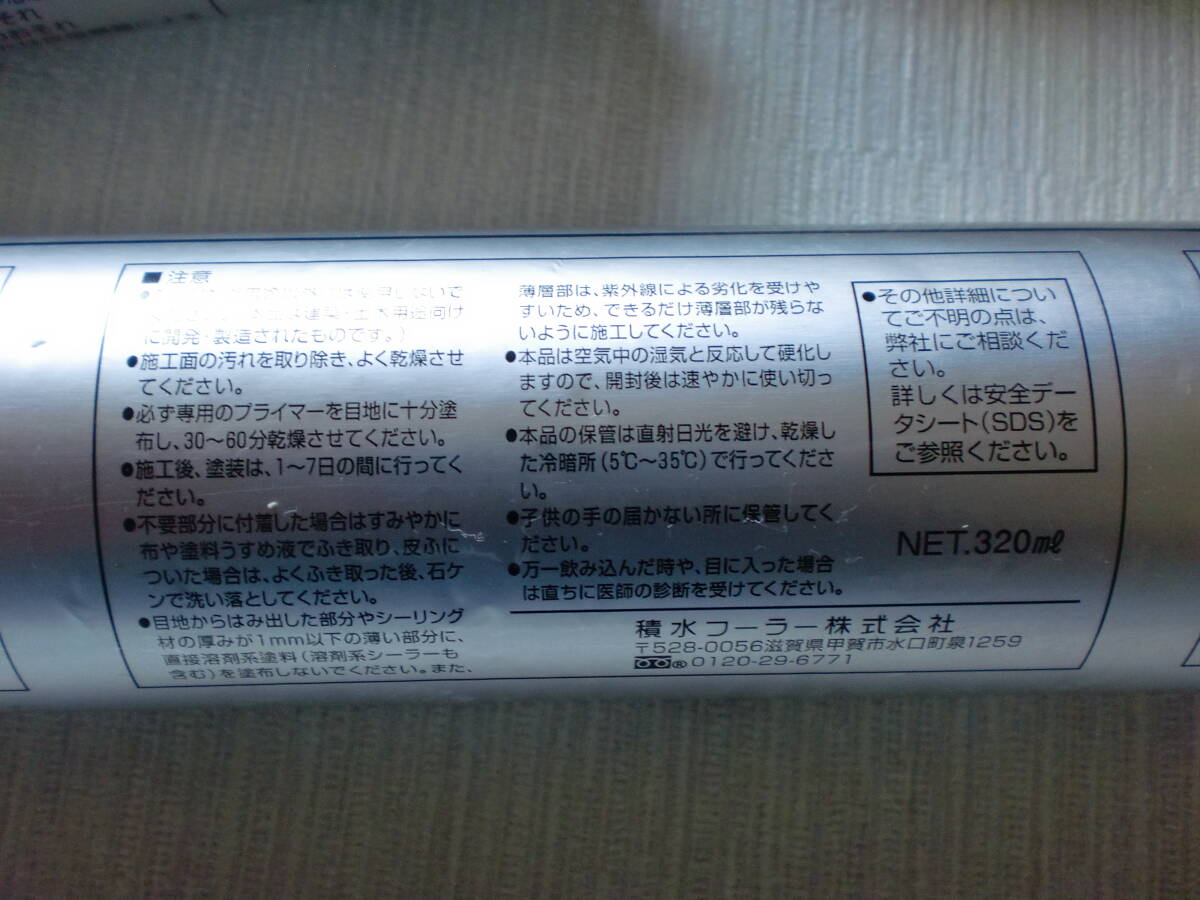 それ
■注意
は建築・土木用途向け
に開発・製造されたものです。)
●施工面の汚れを取り除き、よく乾燥させ
てください。
●必ず専用のプライマーを目地に十分塗
布し、30〜60分乾燥させてください。
●施工後、塗装は、1〜7日の間に行ってく
ださい。
●不要部分に付着した場合はすみやかに
布や塗料うすめ液でふき取り、皮ふに
ついた場合は、よくふき取った後、石ケ
ンで洗い落としてください。
●目地からはみ出した部分やシーリング
材の厚みが1mm以下の薄い部分に、
直接溶剤系塗料(溶剤系シーラーも
含む)を塗布しないでください。また、
薄層部は、紫外線による劣化を受けや
すいため、できるだけ薄層部が残らな
いように施工してください。
●本品は空気中の湿気と反応して硬化し
ますので、開封後は速やかに使い切っ
てください。
●本品の保管は直射日光を避け、乾燥し
た冷暗所(5℃〜35℃)で行ってくださ
い。
●子供の手の届かない所に保管してく
ださい。
●万一飲み込んだ時や、目に入った場合
は直ちに医師の診断を受けてください。
●その他詳細につい
てご不明の点は、
弊社にご相談くだ
さい。
詳しくは安全デー
タシート(SDS)を
ご参照ください。
NET.320mℓ
積水フーラー株式会社
〒528-0056滋賀県甲賀市水口町泉1259
®0120-29-6771